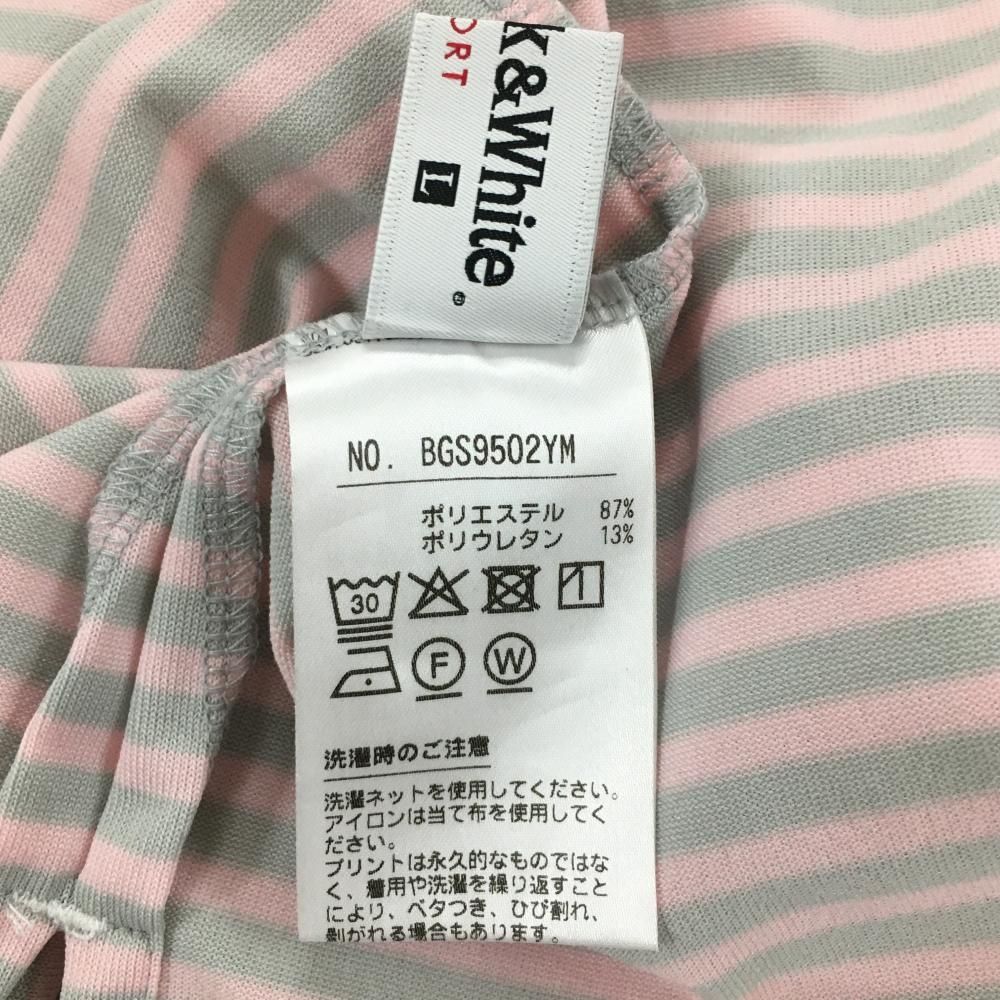 k&White®
ORT
L
NO. BGS9502YM
ポリエステル 87%
ポリウレタン 13%
30
F W
洗濯時のご注意
洗濯ネットを使用してください。
アイロンは当て布を使用してく
ださい。
プリントは永久的なものではな
く、着用や洗濯を繰り返すこと
により、ベタつき、ひび割れ、
剝がれる場合もあります。